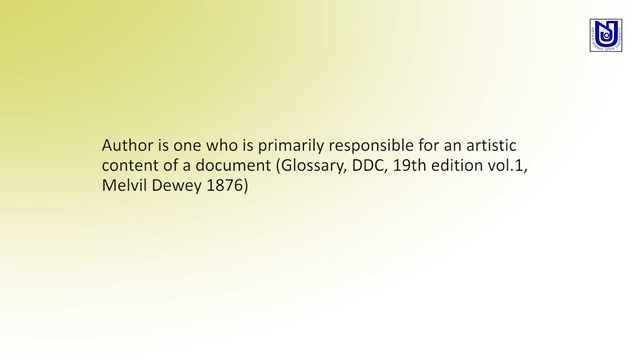 Author is one who is primarily responsible for an artistic
content of a document (Glossary, DDC, 19th edition vol.1,
Melvil Dewey 1876)